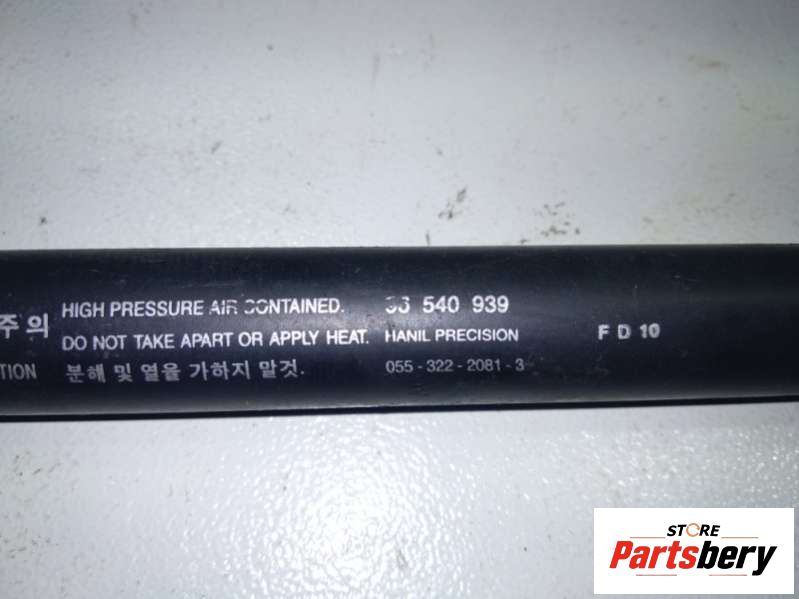 주의
HIGH PRESSURE AIR CONTAINED.
DO NOT TAKE APART OR APPLY HEAT.
분해 및 열을 가하지 말것.
540 939
HANIL PRECISION
055-322-2081-3
F D 10
STORE
Partsbery